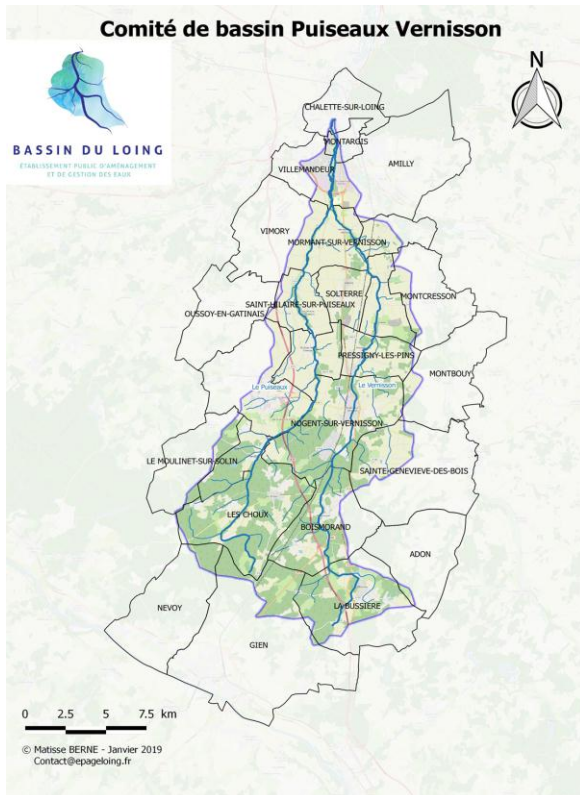 Comité de bassin Puiseaux Vernisson
BASSIN DU LOING
ÉTABLISSEMENT PUBLIC D'AMÉNAGEMENT
ET DE GESTION DES EAUX
N
CHALETTE-SUR-LOING
MONTARGIS
AMILLY
VILLEMANDEUR
VIMORY
MORMANT-SUR-VERNISSON
SOLTERRE
MONTCRESSON
SAINT-HILAIRE-SUR-PUISEAUX
OUSSOY-EN-GATINAIS
PRESSIGNY-LES-PINS
MONTBOUY
Le Puiseaux
Le Vernisson
NOGENT-SUR-VERNISSON
LE MOULINET-SUR-SOLIN
SAINTE-GENEVIEVE-DES-BOIS
LES CHOUX
BOISMORAND
ADON
NEVOY
LA BUSSIERE
GIEN
0 2.5 5 7.5 km
© Matisse BERNE - Janvier 2019
Contact@epageloing.fr